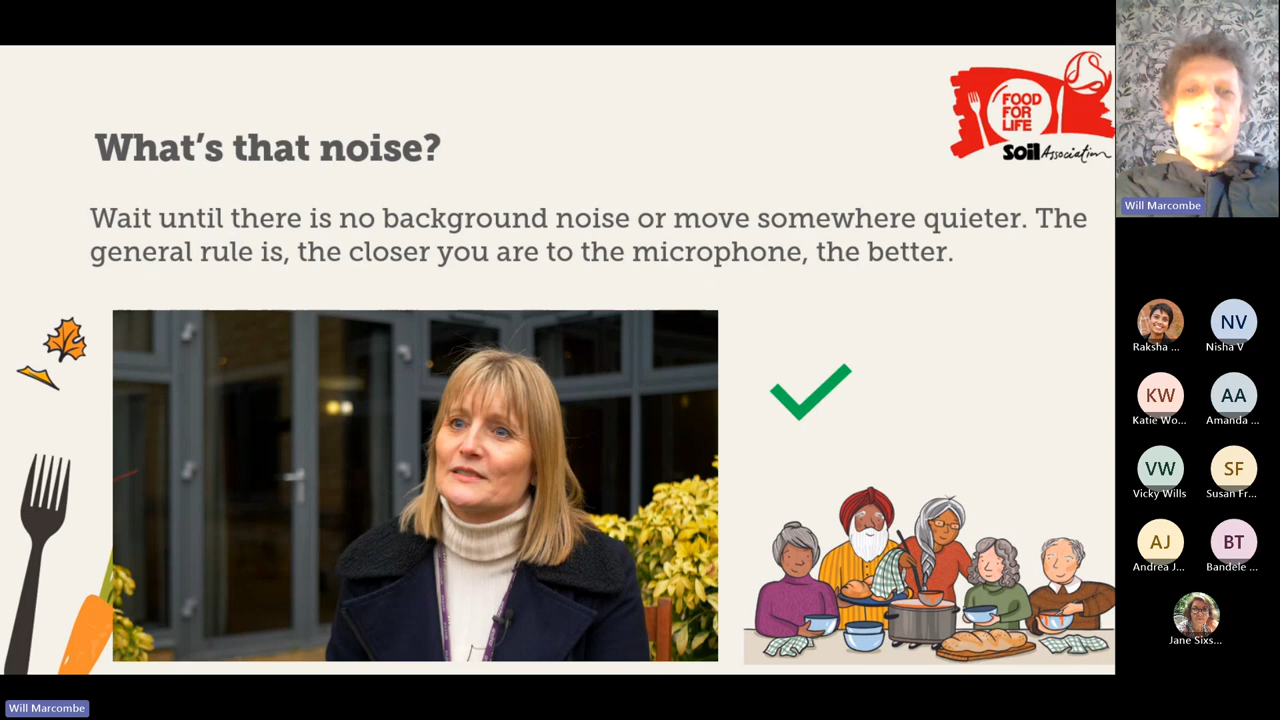 What's that noise?
Wait until there is no background noise or move somewhere quieter. The
general rule is, the closer you are to the microphone, the better.
FOOD
FOR
LIFE
Soil Association
Will Marcombe
Raksha ...
Nisha V
NV
KW
Katie Wo...
AA
Amanda ...
VW
Vicky Wills
SF
Susan Fr...
AJ
Andrea J...
BT
Bandele ...
Jane Sixs...
Will Marcombe